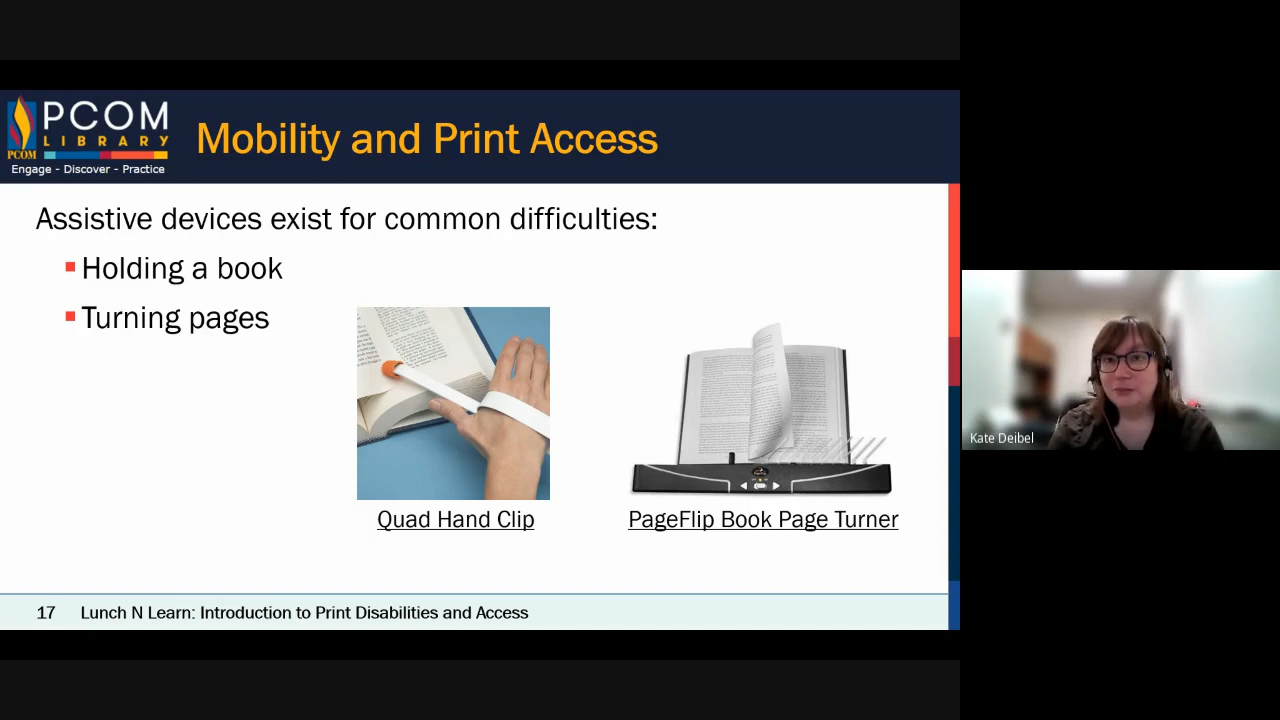 PCOM
LIBRARY
PCOM
Engage - Discover - Practice
Mobility and Print Access
Assistive devices exist for common difficulties:
Holding a book
Turning pages
Quad Hand Clip
PageFlip Book Page Turner
17 Lunch N Learn: Introduction to Print Disabilities and Access
Kate Deibel